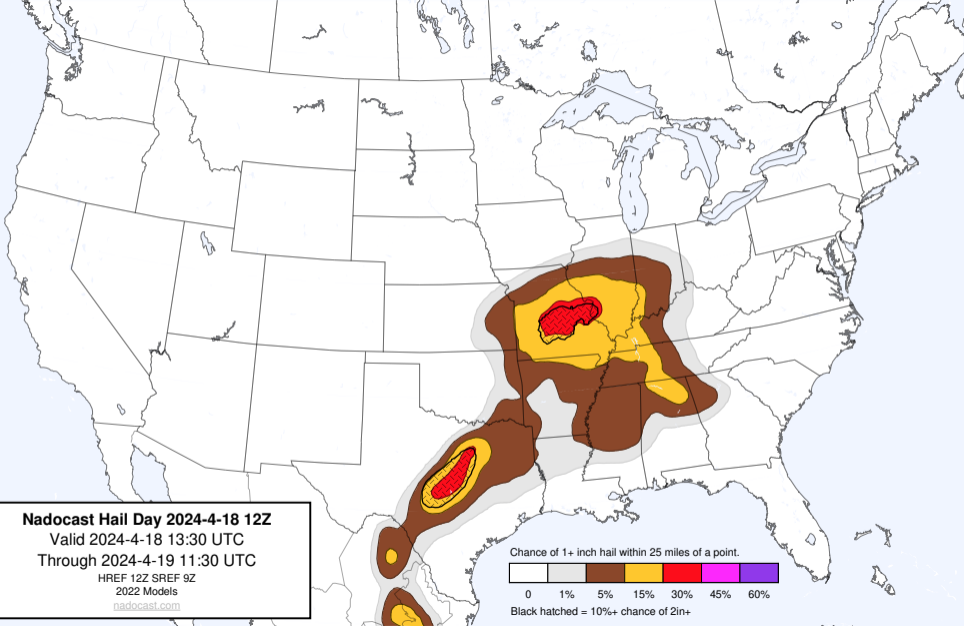 Nadocast Hail Day 2024-4-18 12Z
Valid 2024-4-18 13:30 UTC
Through 2024-4-19 11:30 UTC
HREF 12Z SREF 9Z
2022 Models
nadocast.com
Chance of 1+ inch hail within 25 miles of a point.
0 1% 5% 15% 30% 45% 60%
Black hatched = 10%+ chance of 2in+